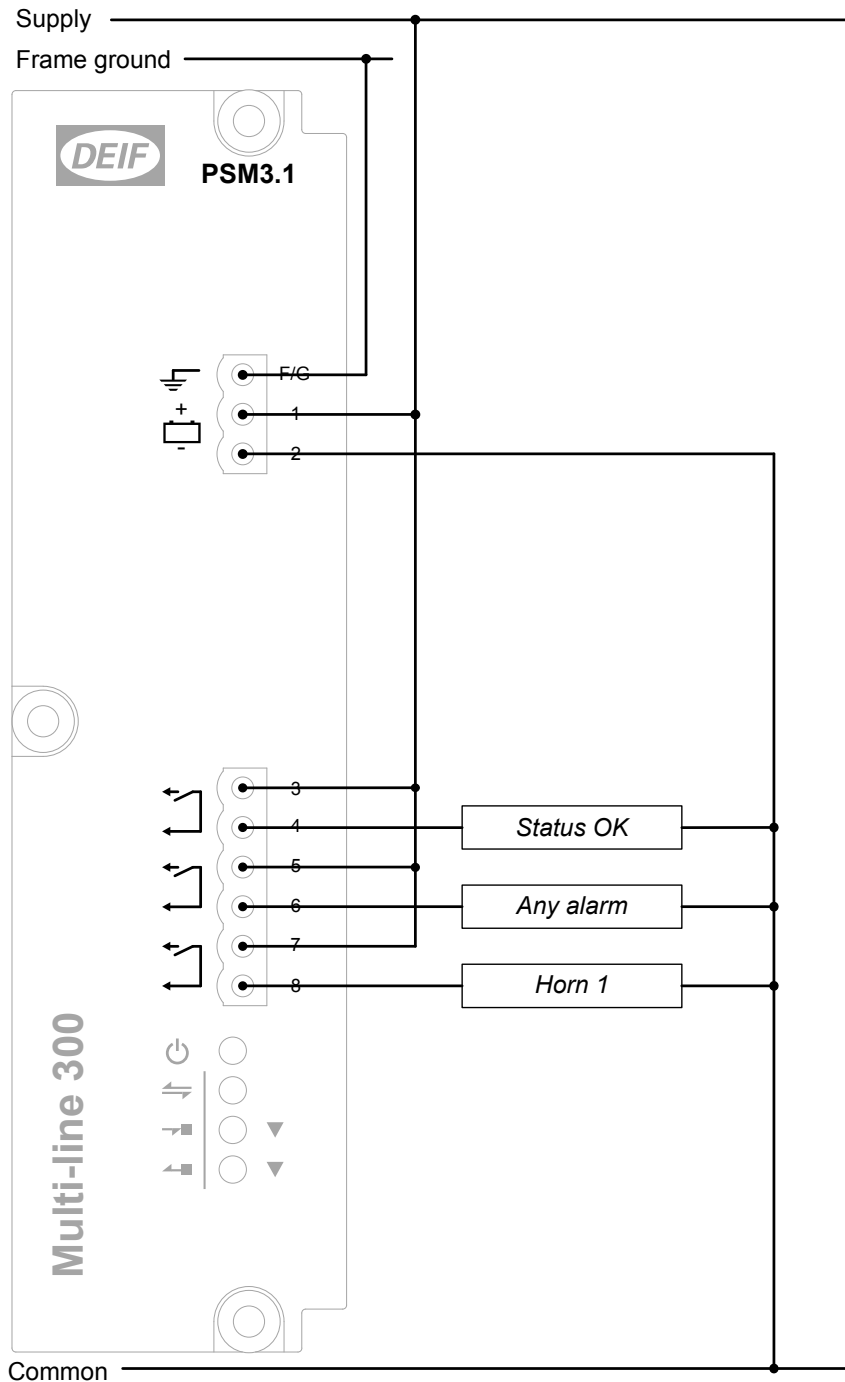 Supply
Frame ground
DEIF
PSM3.1
F/G
+
1
-
2
3
4
Status OK
5
6
Any alarm
7
8
Horn 1
Multi-line 300
Common